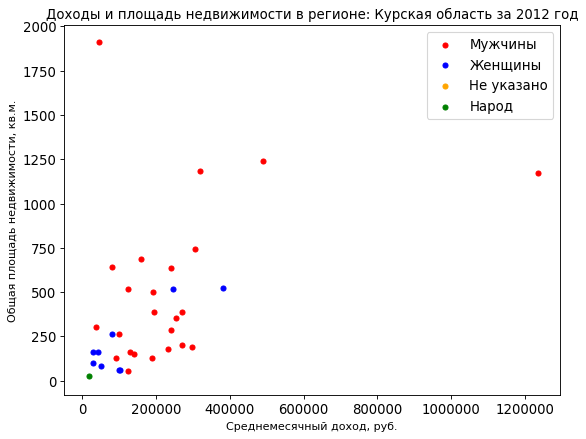 Доходы и площадь недвижимости в регионе: Курская область за 2012 год
Мужчины
Женщины
Не указано
Народ
2000
1750
1500
1250
1000
750
500
250
0
Общая площадь недвижимости, кв.м.
0 200000 400000 600000 800000 1000000 1200000
Среднемесячный доход, руб.